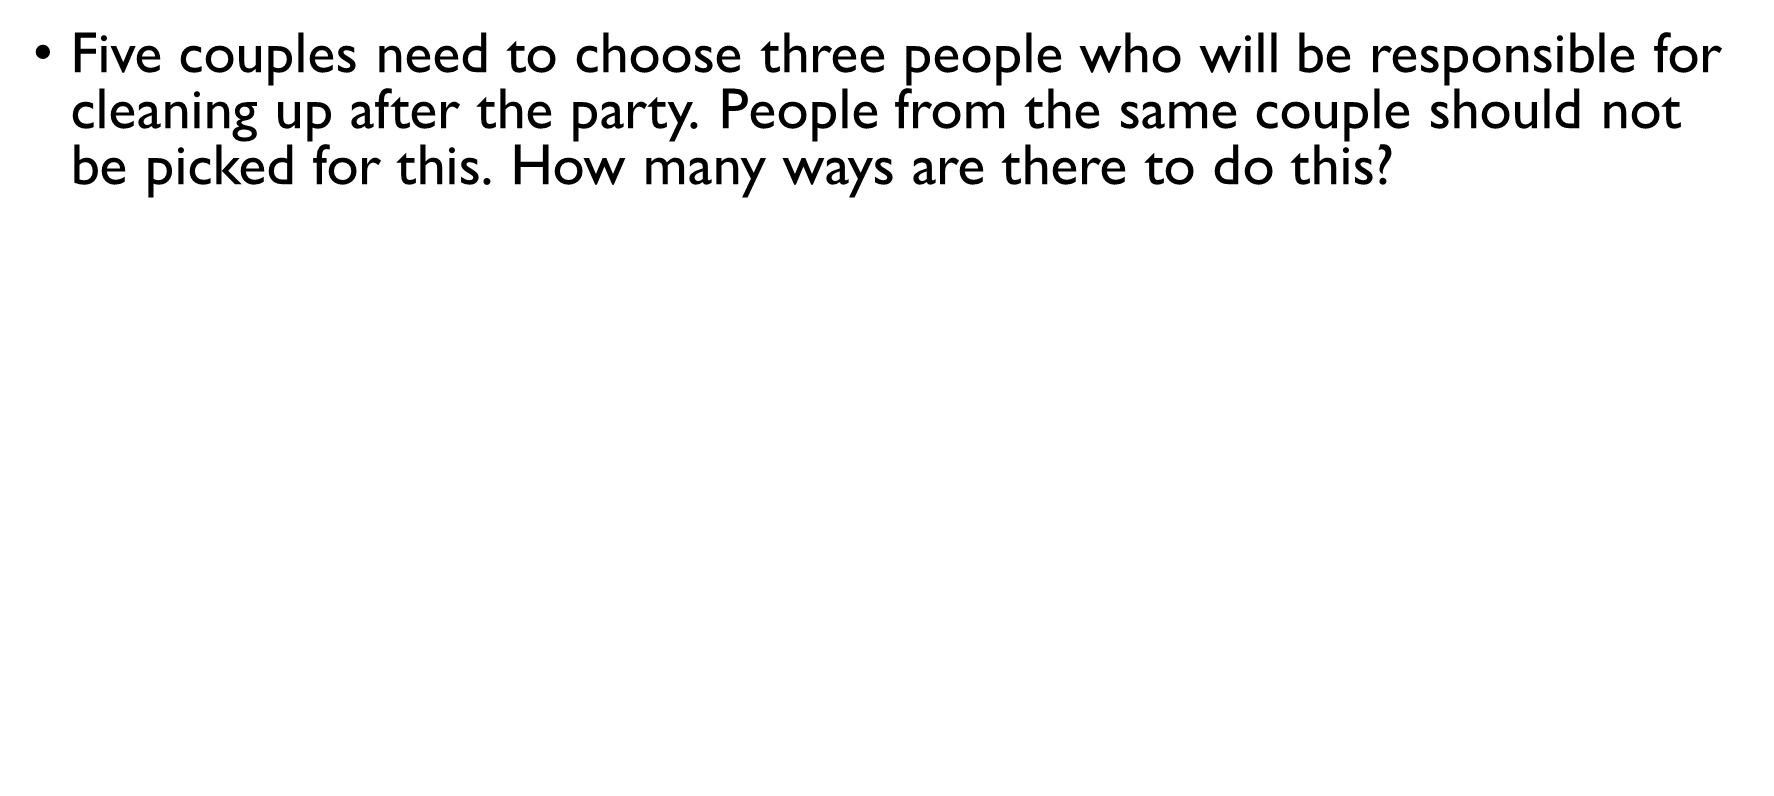 • Five couples need to choose three people who will be responsible for
cleaning up after the party. People from the same couple should not
be picked for this. How many ways are there to do this?